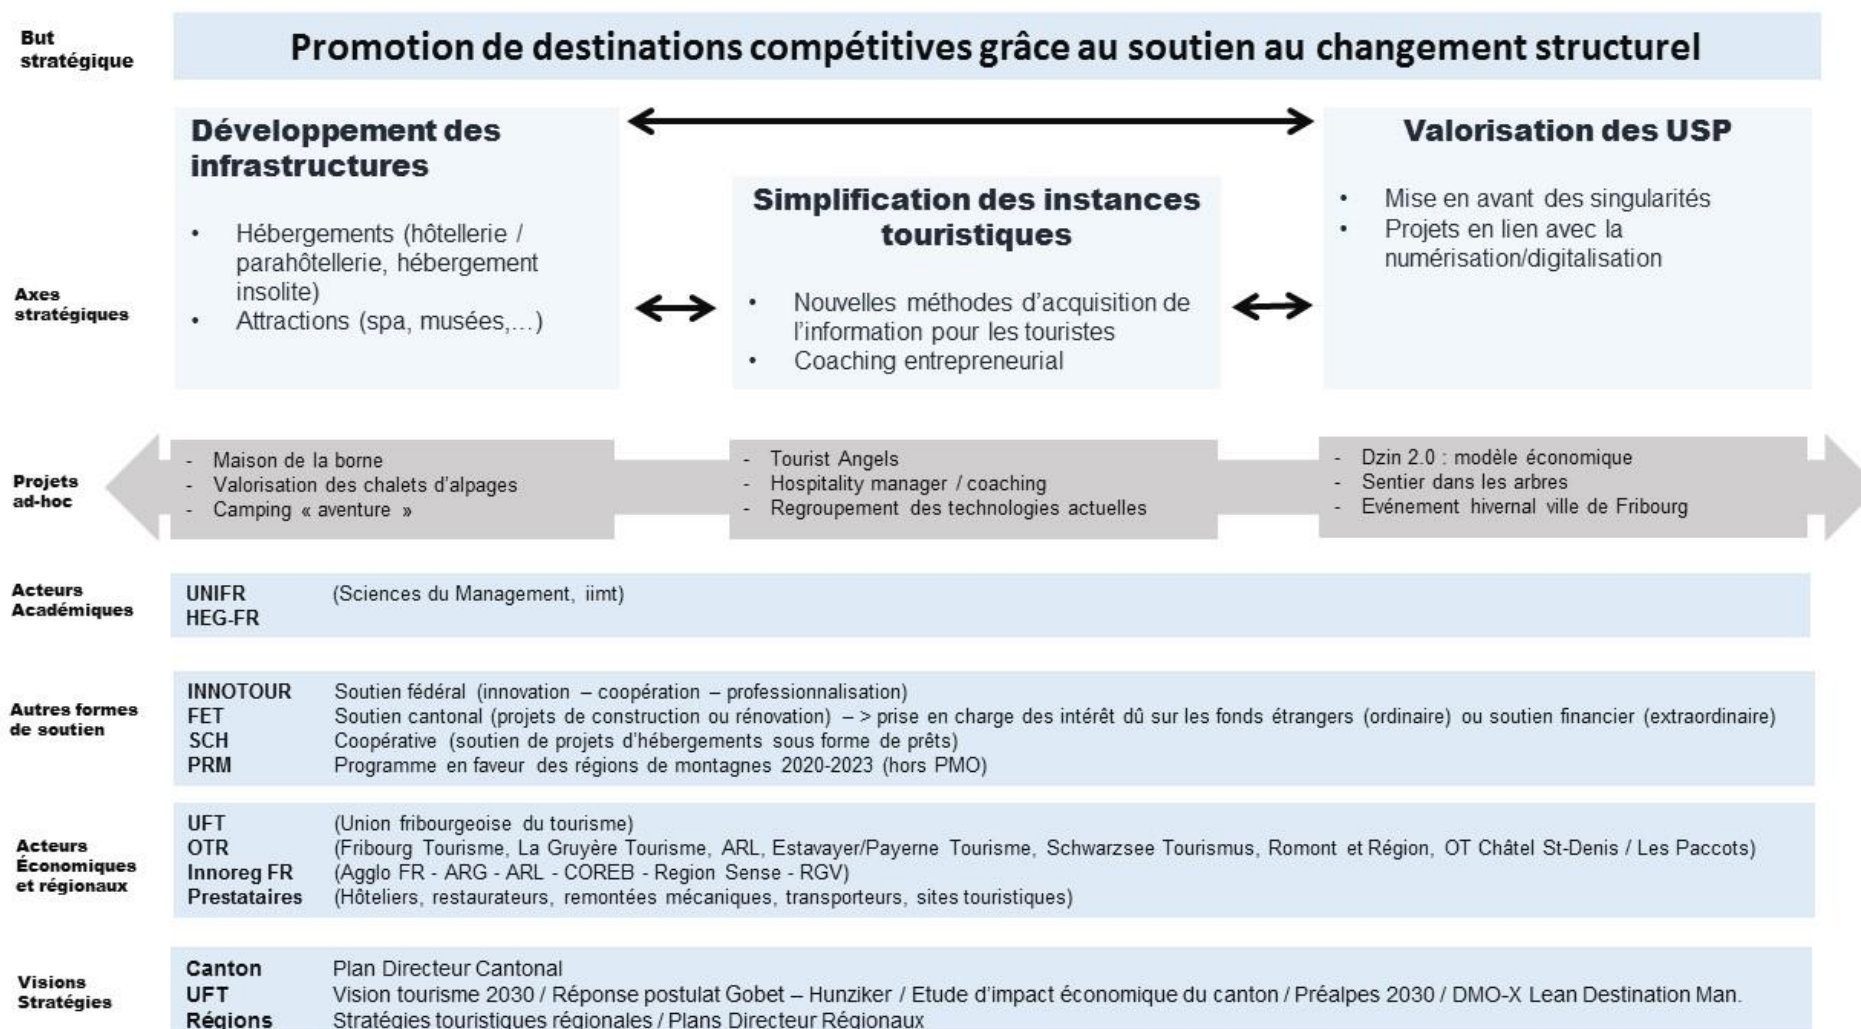 But
stratégique
Promotion de destinations compétitives grâce au soutien au changement structurel
Axes
stratégiques
Développement des
infrastructures
• Hébergements (hôtellerie /
parahôtellerie, hébergement
insolite)
• Attractions (spa, musées,…)
Simplification des instances
touristiques
• Nouvelles méthodes d’acquisition de
l’information pour les touristes
• Coaching entrepreneurial
Valorisation des USP
• Mise en avant des singularités
• Projets en lien avec la
numérisation/digitalisation
Projets
ad-hoc
- Maison de la borne
- Valorisation des chalets d’alpages
- Camping « aventure »
- Tourist Angels
- Hospitality manager / coaching
- Regroupement des technologies actuelles
- Dzin 2.0 : modèle économique
- Sentier dans les arbres
- Evénement hivernal ville de Fribourg
Acteurs
Académiques
UNIFR (Sciences du Management, iimt)
HEG-FR
Autres formes
de soutien
INNOTOUR Soutien fédéral (innovation – coopération – professionnalisation)
FET Soutien cantonal (projets de construction ou rénovation) – > prise en charge des intérêt dû sur les fonds étrangers (ordinaire) ou soutien financier (extraordinaire)
SCH Coopérative (soutien de projets d’hébergements sous forme de prêts)
PRM Programme en faveur des régions de montagnes 2020-2023 (hors PMO)
Acteurs
Économiques
et régionaux
UFT (Union fribourgeoise du tourisme)
OTR (Fribourg Tourisme, La Gruyère Tourisme, ARL, Estavayer/Payerne Tourisme, Schwarzsee Tourismus, Romont et Région, OT Châtel St-Denis / Les Paccots)
Innoreg FR (Agglo FR - ARG - ARL - COREB - Region Sense - RGV)
Prestataires (Hôteliers, restaurateurs, remontées mécaniques, transporteurs, sites touristiques)
Visions
Stratégies
Canton Plan Directeur Cantonal
UFT Vision tourisme 2030 / Réponse postulat Gobet – Hunziker / Etude d’impact économique du canton / Préalpes 2030 / DMO-X Lean Destination Man.
Régions Stratégies touristiques régionales / Plans Directeur Régionaux